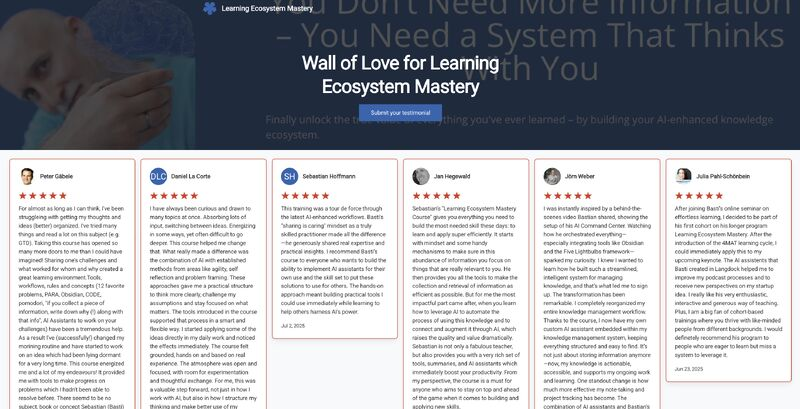 Learning Ecosystem Mastery
You Don't Need More Information
– You Need a System That Thinks
With You
Wall of Love for Learning
Ecosystem Mastery
Submit your testimonial
Finally unlock the true value of everything you've ever learned – by building your AI-enhanced knowledge
ecosystem.
Peter Gäbele
For almost as long as I can think, I've been
struggling with getting my thoughts and
ideas (better) organized. I've tried many
things and read a lot on this subject (e.g.
GTD). Taking this course has opened so
many more doors to me than I could have
imagined! Sharing one's challenges and
what worked for whom and why created a
great learning environment. Tools,
workflows, rules and concepts (12 favorite
problems, PARA, Obsidian, CODE,
pomodori, "if you collect a piece of
information, write down why (!) along with
that info", AI Assistants to work on your
challenges) have been a tremendous help.
As a result I've (successfully!) changed my
morning routine and have started to work
on an idea which had been lying dormant
for a very long time. This course energized
me and a lot of my endeavours! It provided
me with tools to make progress on
problems which I hadn't been able to
resolve before. There seem to be no
subject, book or concept Sebastian (Basti)
DLC Daniel La Corte
I have always been curious and drawn to
many topics at once. Absorbing lots of
input, switching between ideas. Energizing
in some ways, yet often difficult to go
deeper. This course helped me change
that. What really made a difference was
the combination of AI with established
methods from areas like agility, self
reflection and problem framing. These
approaches gave me a practical structure
to think more clearly, challenge my
assumptions and stay focused on what
matters. The tools introduced in the course
supported that process in a smart and
flexible way. I started applying some of the
ideas directly in my daily work and noticed
the effects immediately. The course felt
grounded, hands on and based on real
experience. The atmosphere was open and
focused, with room for experimentation
and thoughtful exchange. For me, this was
a valuable step forward, not just in how I
work with AI, but also in how I structure my
thinking and make better use of my
SH Sebastian Hoffmann
This training was a tour de force through
the latest AI-enhanced workflows. Basti's
"sharing is caring" mindset as a truly
skilled practitioner made all the difference
—he generously shared real expertise and
practical insights. I recommend Basti's
course to everyone who wants to build the
ability to implement AI assistants for their
own use and the skill set to put these
solutions to use for others. The hands-on
approach meant building practical tools I
could use immediately while learning to
help others harness AI's power.
Jul 2, 2025
Jan Hegewald
Sebastian's "Learning Ecosystem Mastery
Course" gives you everything you need to
build the most needed skill these days: to
learn and apply super efficiently. It starts
with mindset and some handy
mechanisms to make sure in this
abundance of information you focus on
things that are really relevant to you. He
then provides you all the tools to make the
collection and retrieval of information as
efficient as possible. But for me the most
impactful part came after, when you learn
how to leverage AI to automate the
process of using this knowledge and to
connect and augment it through AI, which
raises the quality and value dramatically.
Sebastian is not only a fabulous teacher,
but also provides you with a very rich set of
tools, summaries, and AI assistants which
immediately boost your productivity. From
my perspective, the course is a must for
anyone who aims to stay on top and ahead
of the game when it comes to building and
applying new skills.
Jörn Weber
I was instantly inspired by a behind-the-
scenes video Bastian shared, showing the
setup of his AI Command Center. Watching
how he orchestrated everything—
especially integrating tools like Obsidian
and the Five Lightbulbs framework—
sparked my curiosity. I knew I wanted to
learn how he built such a streamlined,
intelligent system for managing
knowledge, and that's what led me to sign
up. The transformation has been
remarkable. I completely reorganized my
entire knowledge management workflow.
Thanks to the course, I now have my own
custom AI assistant embedded within my
knowledge management system, keeping
everything structured and easy to find. It's
not just about storing information anymore
—now, my knowledge is actionable,
accessible, and supports my ongoing work
and learning. One standout change is how
much more effective my note-taking and
project tracking has become. The
combination of AI assistants and Bastian's
Julia Pahl-Schönbein
After joining Basti's online seminar on
effortless learning, I decided to be part of
his first cohort on his longer program
Learning Ecosystem Mastery. After the
introduction of the 4MAT learning cycle, I
could immediately apply this to my
upcoming keynote. The AI assistants that
Basti created in Langdock helped me to
improve my podcast processes and to
receive new perspectives on my startup
idea. I really like his very enthusiastic,
interactive and generous way of teaching.
Plus, I am a big fan of cohort-based
trainings where you thrive with like-minded
people from different backgrounds. I would
definitely recommend his program to
people who are eager to learn but miss a
system to leverage it.
Jun 23, 2025